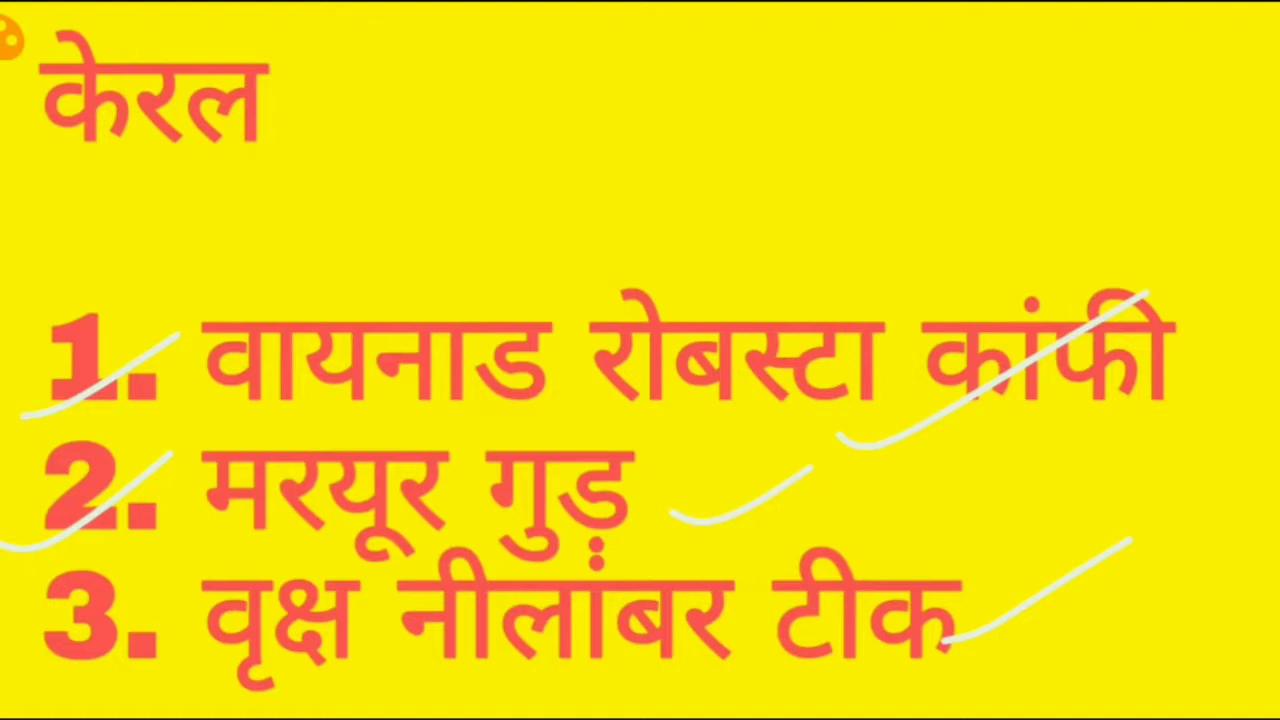 केरल
1. वायनाड रोबस्टा कांफी
2. मरयूर गुड़
3. वृक्ष नीलांबर टीक